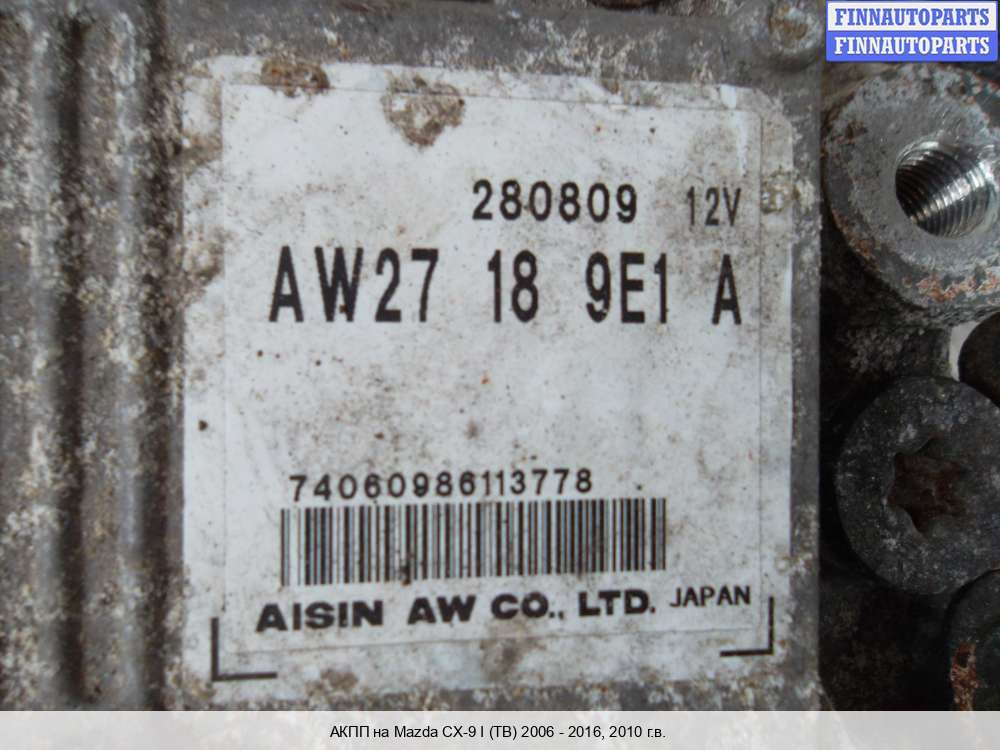 FINNAUTOPARTS
FINNAUTOPARTS
280809 12V
AW27 18 9E1 A
74060986113778
AISIN AW CO., LTD. JAPAN
АКПП на Mazda CX-9 I (TB) 2006 - 2016, 2010 г.в.